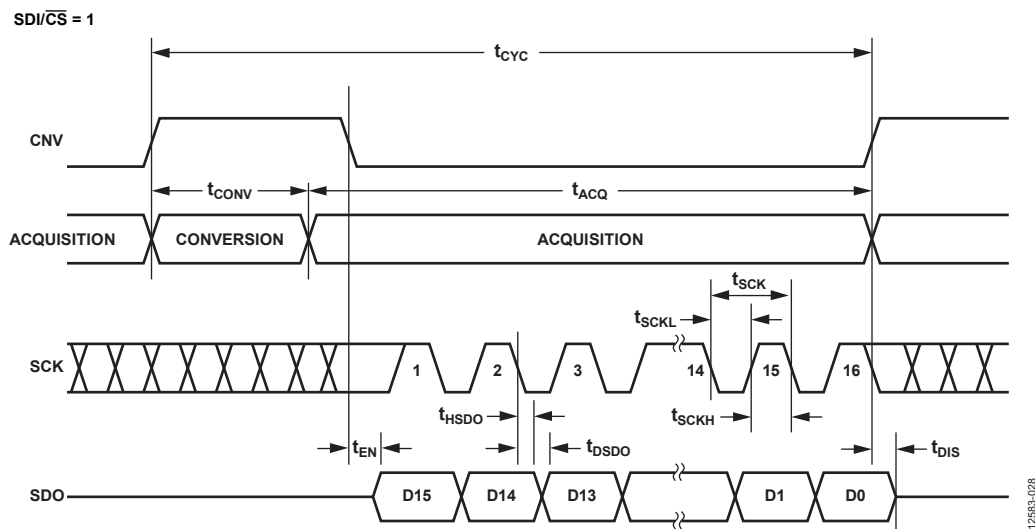 SDI/CS = 1
tCYC
CNV
tCONV
tACQ
ACQUISITION
CONVERSION
ACQUISITION
tSCK
tSCKL
SCK
1
2
3
14
15
16
tHSDO
tSCKH
tEN
tDSDO
tDIS
SDO
D15
D14
D13
D1
D0
12593-028